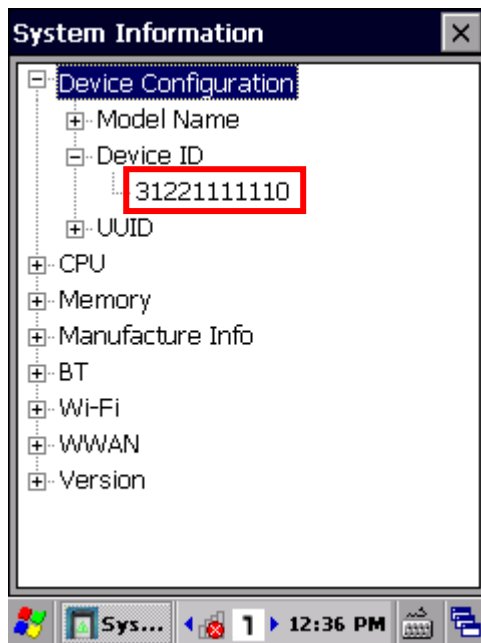 System Information
Device Configuration
Model Name
Device ID
31221111110
UUID
CPU
Memory
Manufacture Info
BT
Wi-Fi
WWAN
Version
Sys... 1 12:36 PM